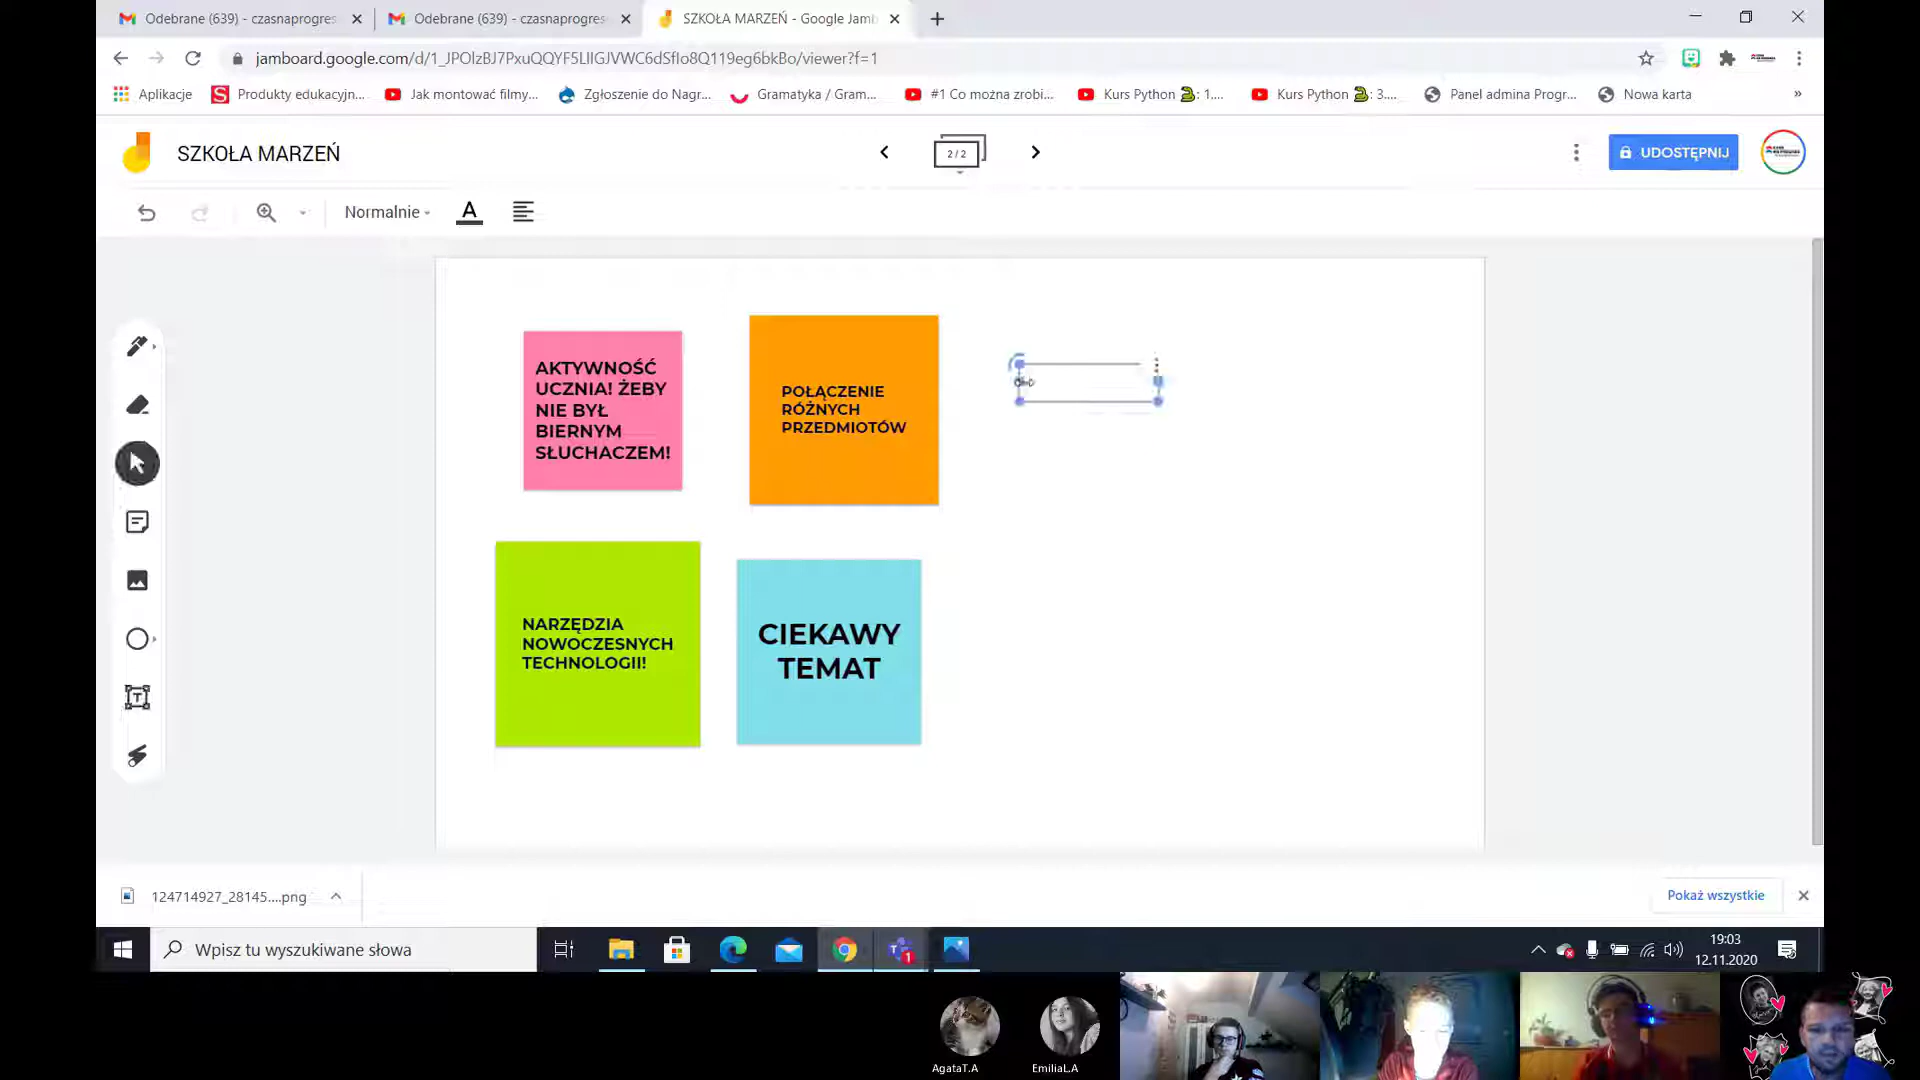 Odebrane (639) - czasnaprogres
Odebrane (639) - czasnaprogres
SZKOŁA MARZEŃ - Google Jamb
jamboard.google.com/d/1_JPOlzBJ7PxuQQYF5LlIGJVWC6dSfIo8Q119eg6bkBo/viewer?f=1
Aplikacje
Produkty edukacyjn...
Jak montować filmy...
Zgłoszenie do Nagr...
Gramatyka / Gram...
#1 Co można zrobi...
Kurs Python 🐍: 1....
Kurs Python 🐍: 3....
Panel admina Progr...
Nowa karta
SZKOŁA MARZEŃ
2 / 2
UDOSTĘPNIJ
Normalnie
AKTYWNOŚĆ
UCZNIA! ŻEBY
NIE BYŁ
BIERNYM
SŁUCHACZEM!
POŁĄCZENIE
RÓŻNYCH
PRZEDMIOTÓW
NARZĘDZIA
NOWOCZESNYCH
TECHNOLOGII!
CIEKAWY
TEMAT
124714927_28145....png
Pokaż wszystkie
Wpisz tu wyszukiwane słowa
19:03
12.11.2020
AgataT.A
EmiliaL.A